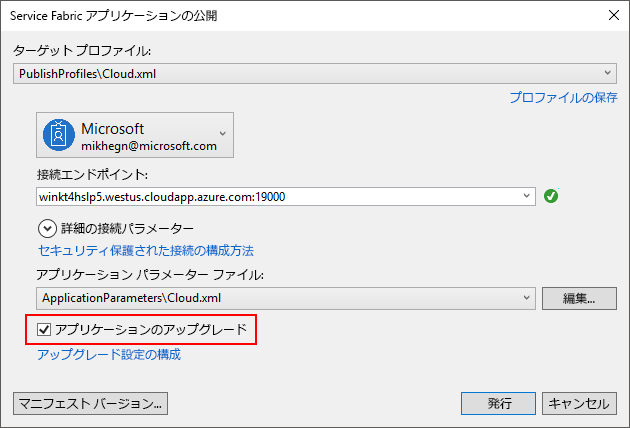 Service Fabric アプリケーションの公開
ターゲット プロファイル:
PublishProfiles\Cloud.xml
プロファイルの保存
Microsoft
mikhegn@microsoft.com
接続エンドポイント:
winkt4hslp5.westus.cloudapp.azure.com:19000
詳細の接続パラメーター
セキュリティ保護された接続の構成方法
アプリケーション パラメーター ファイル:
ApplicationParameters\Cloud.xml
編集...
アプリケーションのアップグレード
アップグレード設定の構成
マニフェスト バージョン...
発行
キャンセル